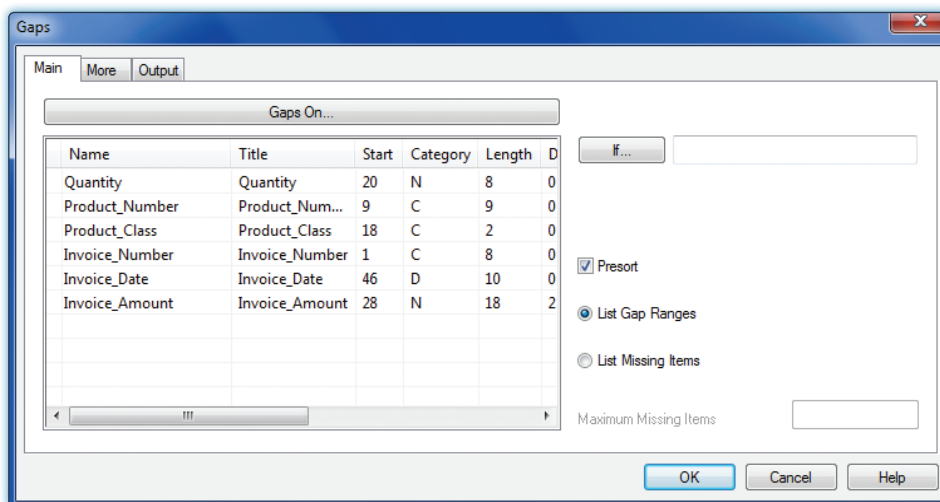 Gaps
Main More Output
Gaps On...
Name Title Start Category Length D
Quantity Quantity 20 N 8 0
Product_Number Product_Num... 9 C 9 0
Product_Class Product_Class 18 C 2 0
Invoice_Number Invoice_Number 1 C 8 0
Invoice_Date Invoice_Date 46 D 10 0
Invoice_Amount Invoice_Amount 28 N 18 2
If...
Presort
List Gap Ranges
List Missing Items
Maximum Missing Items
OK Cancel Help